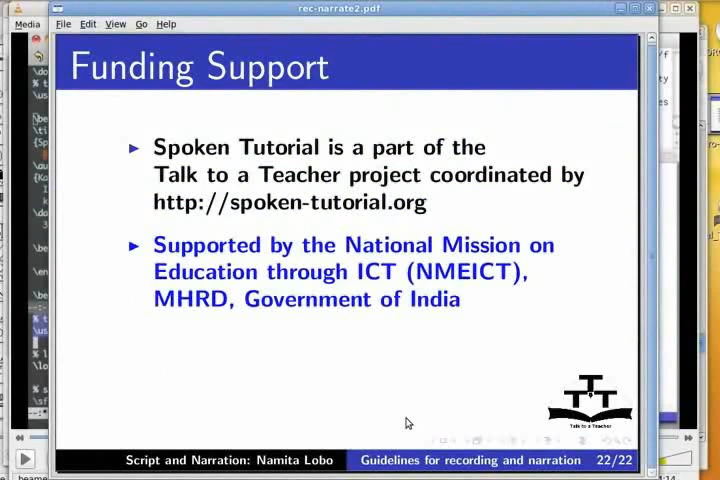 rec-narrate2.pdf
Media
File Edit View Go Help
Funding Support
Spoken Tutorial is a part of the
Talk to a Teacher project coordinated by
http://spoken-tutorial.org
Supported by the National Mission on
Education through ICT (NMEICT),
MHRD, Government of India
TTT
Talk to a Teacher
Script and Narration: Namita Lobo
Guidelines for recording and narration 22/22